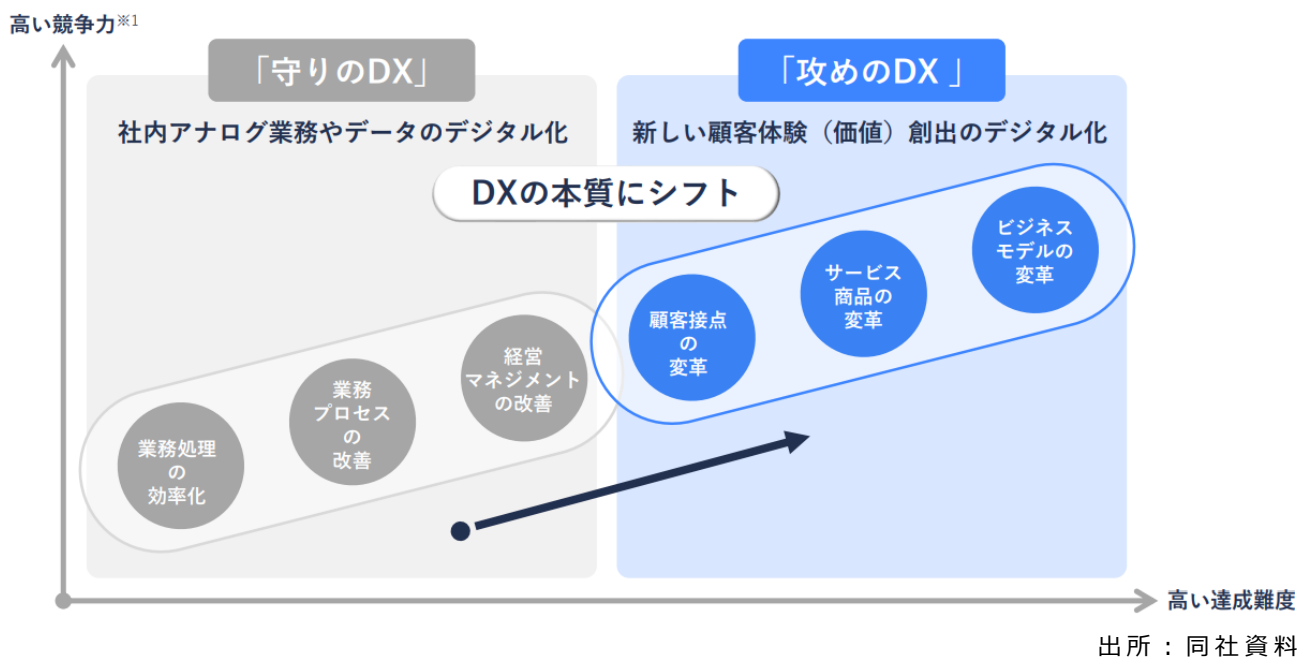 高い競争力※1
「守りのDX」
「攻めのDX 」
社内アナログ業務やデータのデジタル化
新しい顧客体験（価値）創出のデジタル化
DXの本質にシフト
業務処理
の
効率化
業務
プロセス
の
改善
経営
マネジメント
の改善
顧客接点
の
変革
サービス
商品の
変革
ビジネス
モデルの
変革
高い達成難度
出所：同社資料